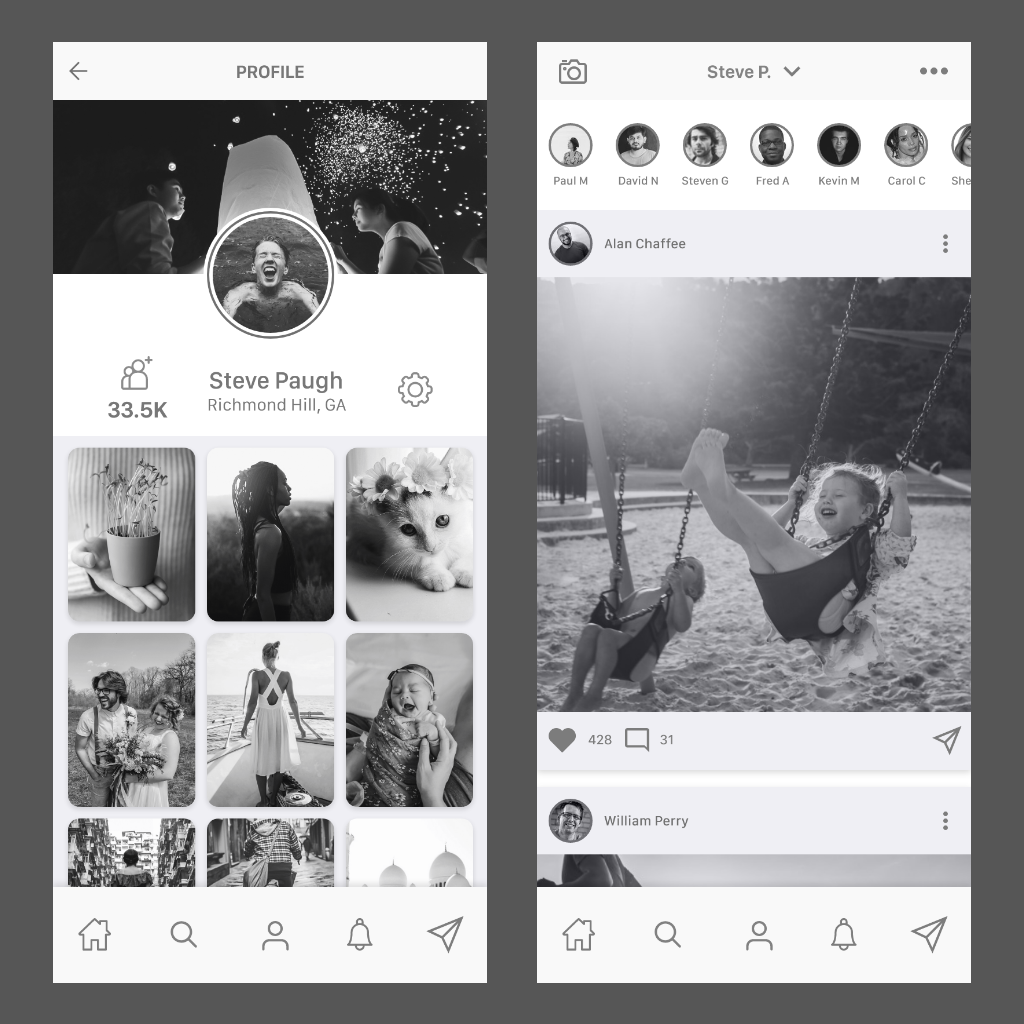 PROFILE
33.5K
Steve Paugh
Richmond Hill, GA
Steve P.
Paul M
David N
Steven G
Fred A
Kevin M
Carol C
She
Alan Chaffee
428
31
William Perry